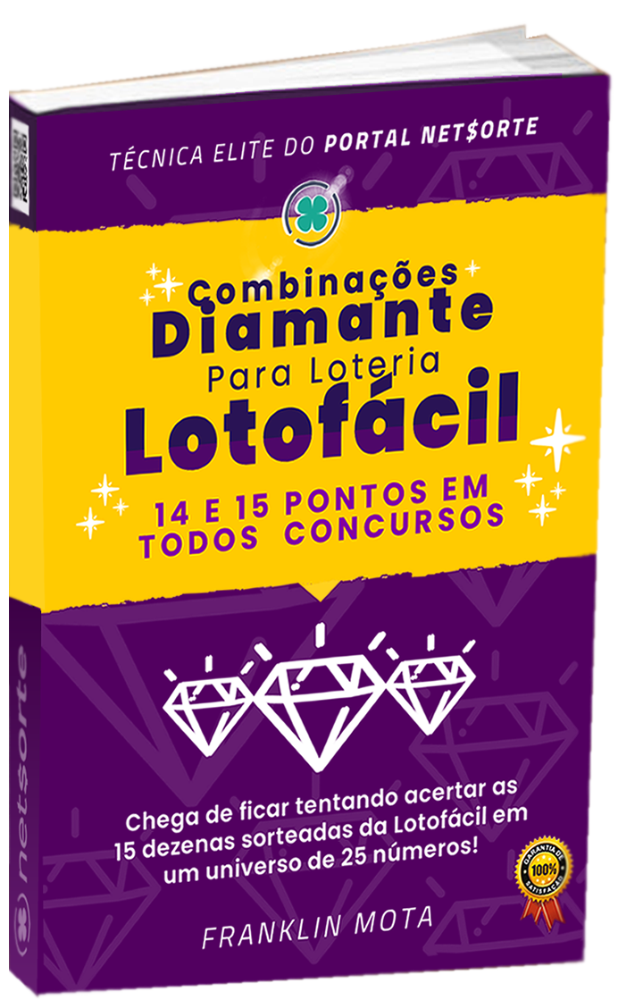 TÉCNICA ELITE DO PORTAL NET$ORTE
Combinações
Diamante
Para Loteria
Lotofácil
14 E 15 PONTOS EM
TODOS CONCURSOS
Chega de ficar tentando acertar as
15 dezenas sorteadas da Lotofácil em
um universo de 25 números!
GARANTIA DE
100%
SATISFAÇÃO
FRANKLIN MOTA
net$orte